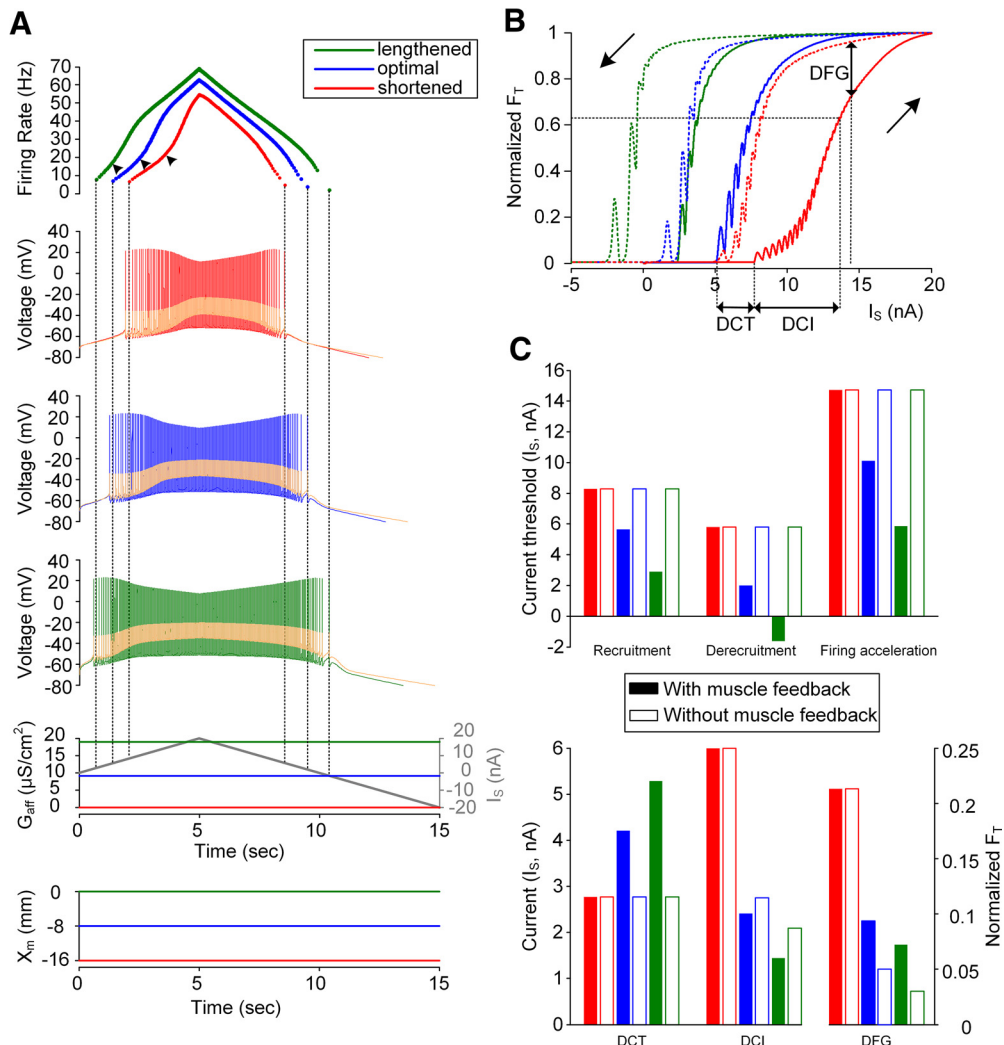 A
lengthened
optimal
shortened
Firing Rate (Hz)
70
60
50
40
30
20
10
0
Voltage (mV)
40
20
0
-20
-40
-60
-80
Voltage (mV)
40
20
0
-20
-40
-60
-80
Voltage (mV)
40
20
0
-20
-40
-60
-80
Gaff (µS/cm²)
20
15
10
5
0
20
10
0
-10
-20
IS (nA)
0
5
10
15
Time (sec)
Xm (mm)
0
-8
-16
0
5
10
15
Time (sec)
B
Normalized FT
1
0.8
0.6
0.4
0.2
0
DFG
-5
0
5
10
15
20
DCT
DCI
IS (nA)
C
Current threshold (IS, nA)
16
14
12
10
8
6
4
2
0
-2
Recruitment
Derecruitment
Firing acceleration
With muscle feedback
Without muscle feedback
Current (IS, nA)
6
5
4
3
2
1
0
0.25
0.2
0.15
0.1
0.05
0
Normalized FT
DCT
DCI
DFG